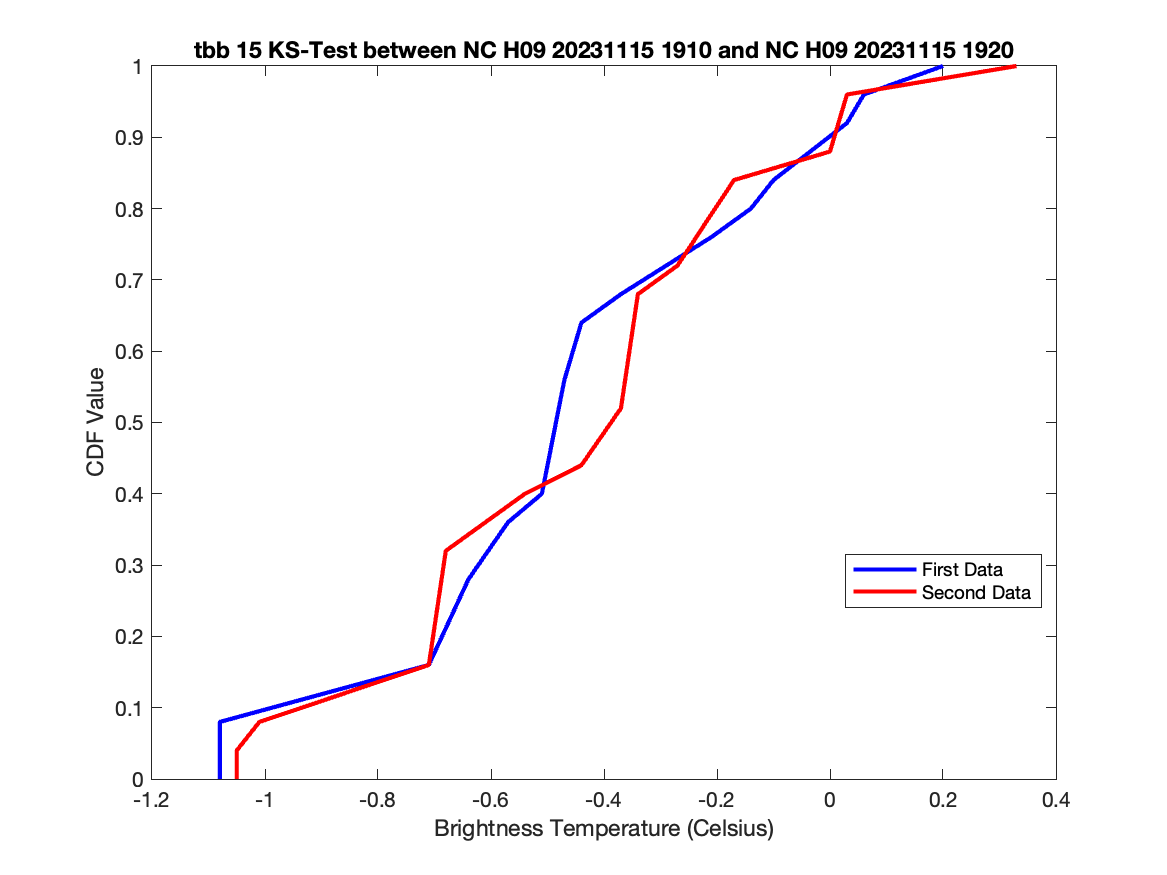 tbb 15 KS-Test between NC H09 20231115 1910 and NC H09 20231115 1920
1
0.9
0.8
0.7
0.6
0.5
0.4
0.3
0.2
0.1
0
CDF Value
First Data
Second Data
-1.2 -1 -0.8 -0.6 -0.4 -0.2 0 0.2 0.4
Brightness Temperature (Celsius)